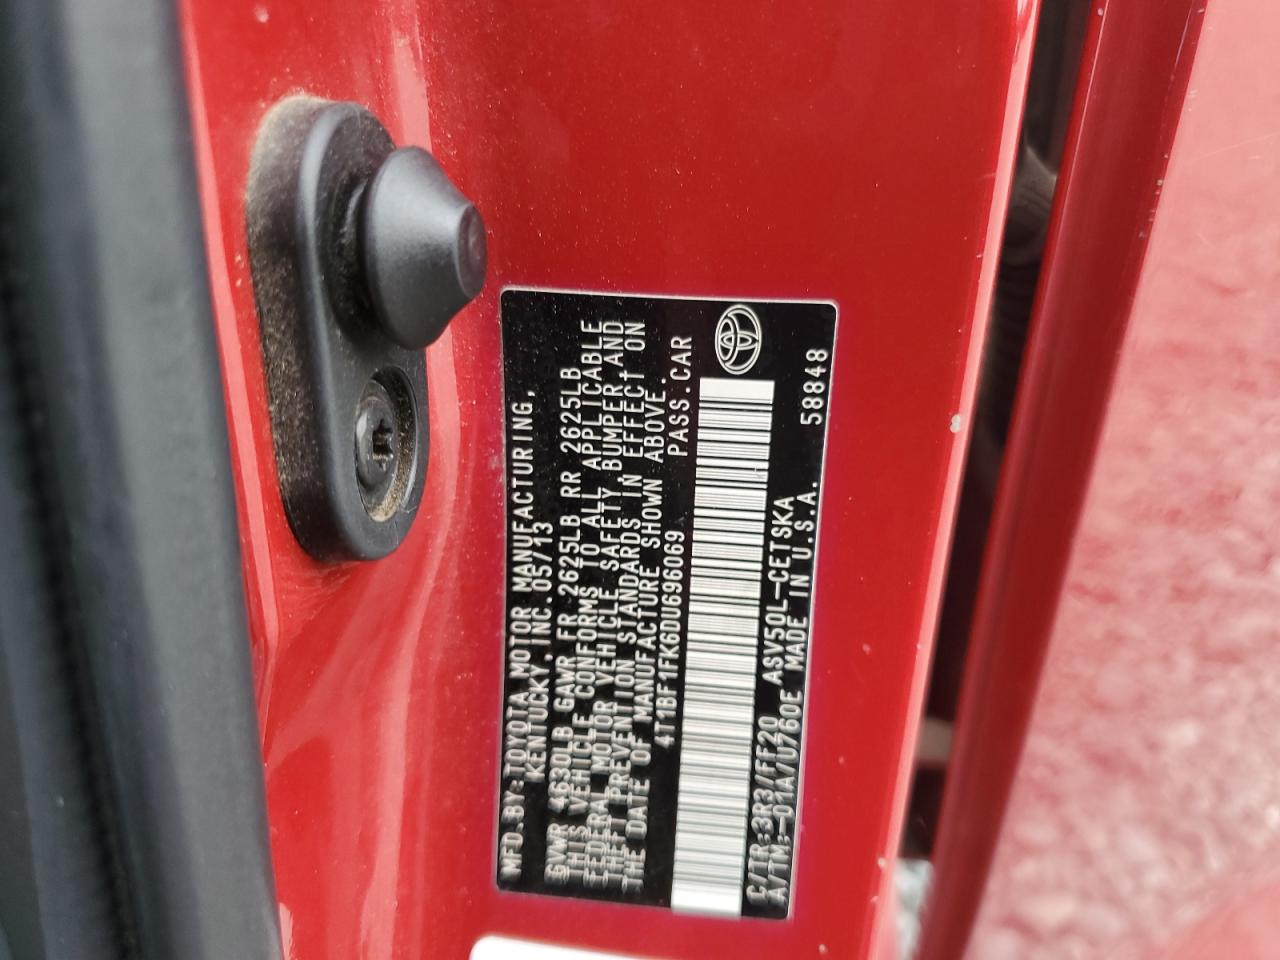 MFD.BY: TOYOTA MOTOR MANUFACTURING,
KENTUCKY, INC. 05/13
GVWR 4630LB GAWR FR 2625LB RR 2625LB
THIS VEHICLE CONFORMS TO ALL APPLICABLE
FEDERAL MOTOR VEHICLE SAFETY,BUMPER,AND
THEFT PREVENTION STANDARDS IN EFFECT ON
THE DATE OF MANUFACTURE SHOWN ABOVE.
4T1BF1FK6DU696069 PASS.CAR
C/TR:3R3/FF20 ASV50L-CETSKA
A/TM:-01A/U760E MADE IN U.S.A. 58848